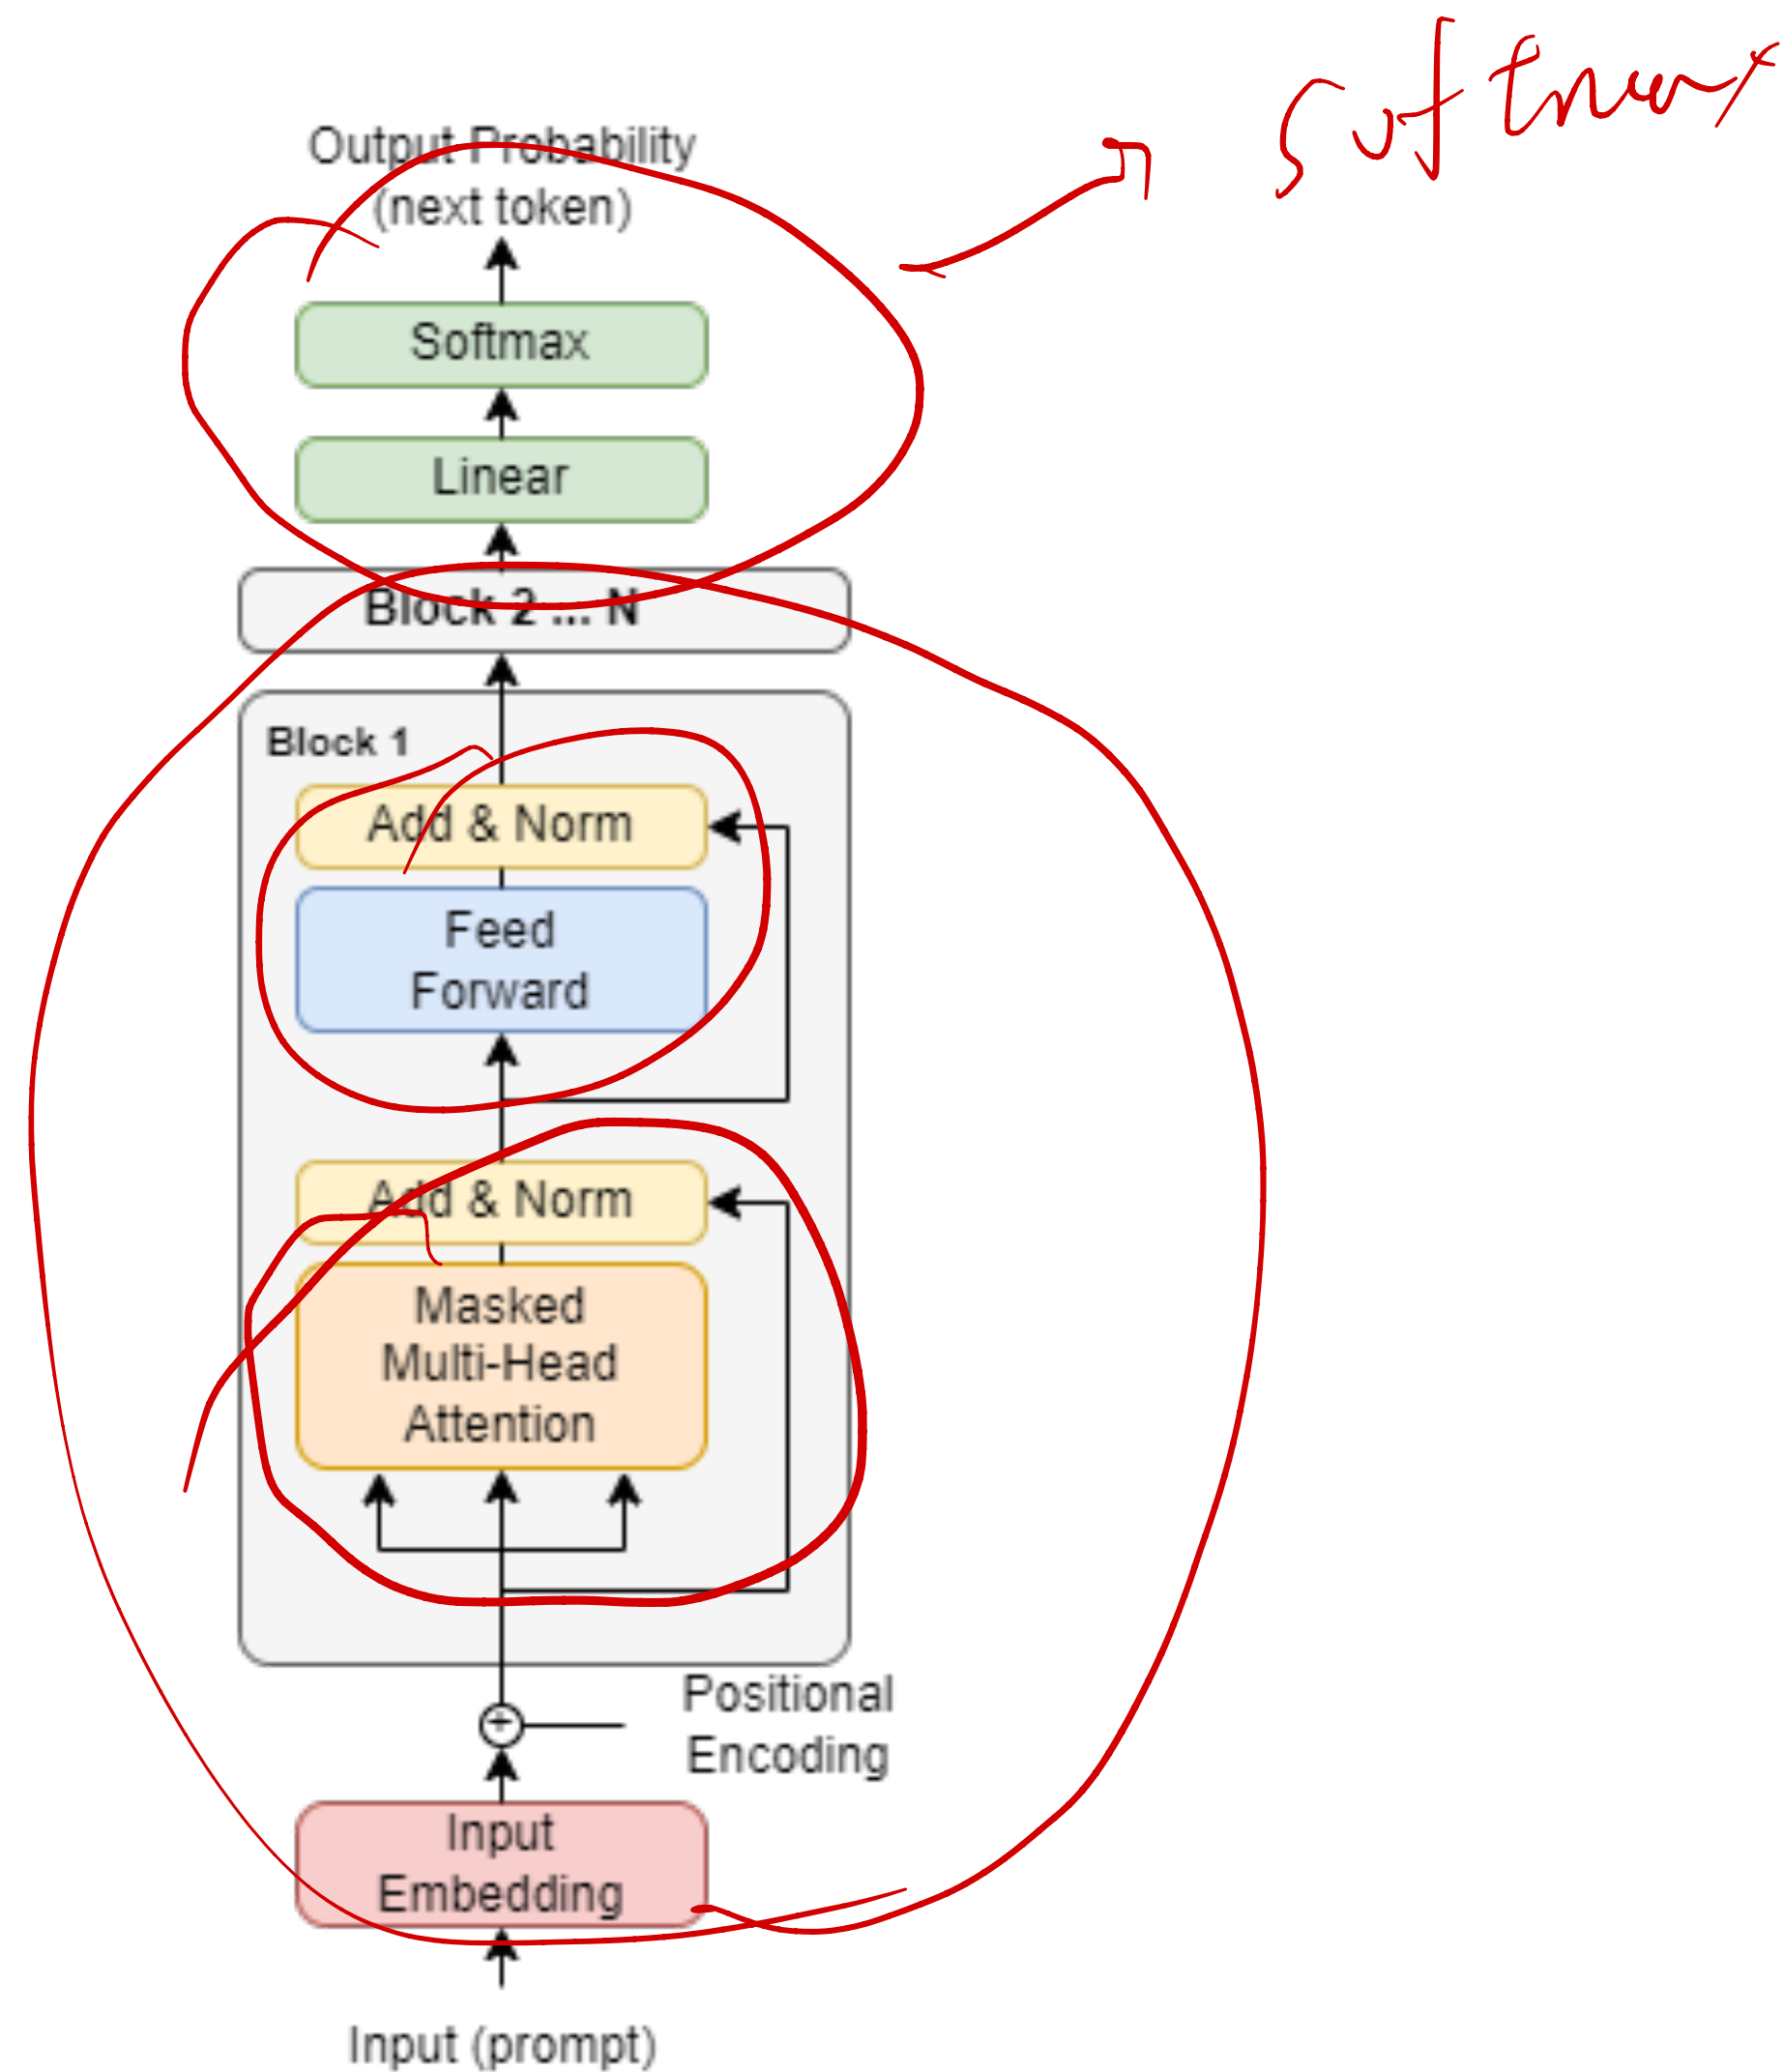 softmax
Output Probability
(next token)
Softmax
Linear
Block 2 ... N
Block 1
Add & Norm
Feed
Forward
Add & Norm
Masked
Multi-Head
Attention
Positional
Encoding
Input
Embedding
Input (prompt)